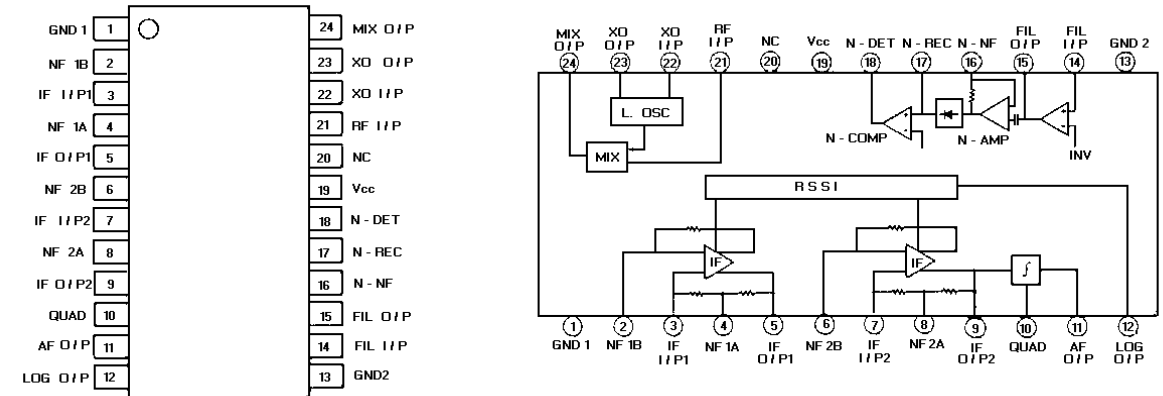 GND 1 1 24 MIX O/P
NF 1B 2 23 XO O/P
IF I/P1 3 22 XO I/P
NF 1A 4 21 RF I/P
IF O/P1 5 20 NC
NF 2B 6 19 Vcc
IF I/P2 7 18 N - DET
NF 2A 8 17 N - REC
IF O/P2 9 16 N - NF
QUAD 10 15 FIL O/P
AF O/P 11 14 FIL I/P
LOG O/P 12 13 GND2
MIX XO XO RF NC Vcc N - DET N - REC N - NF FIL FIL GND 2
O/P O/P I/P I/P O/P I/P
24 23 22 21 20 19 18 17 16 15 14 13
L. OSC
MIX
N - COMP
N - AMP
INV
RSSI
IF IF ∫
1 2 3 4 5 6 7 8 9 10 11 12
GND 1 NF 1B IF NF 1A IF NF 2B IF NF 2A IF QUAD AF LOG
I/P1 O/P1 I/P2 O/P2 O/P O/P